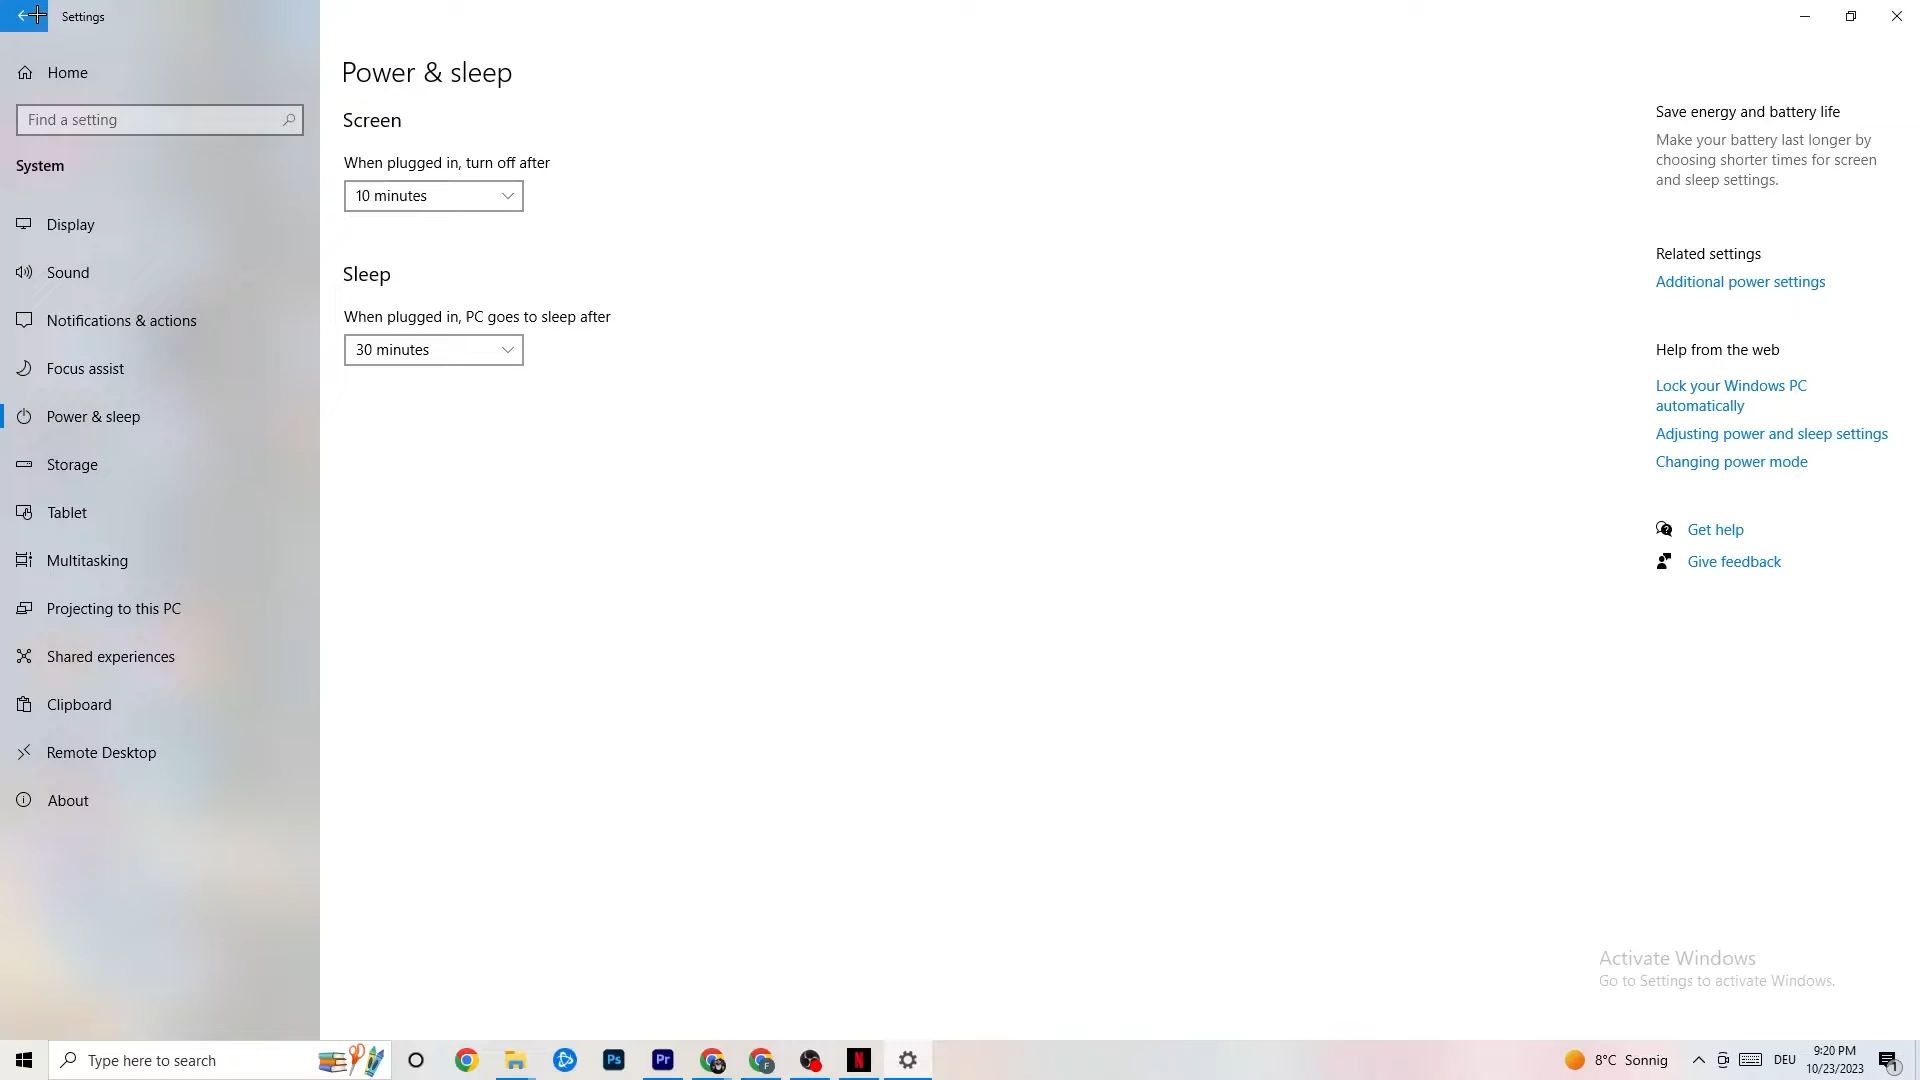 Settings
Home
Find a setting
System
Display
Sound
Notifications & actions
Focus assist
Power & sleep
Storage
Tablet
Multitasking
Projecting to this PC
Shared experiences
Clipboard
Remote Desktop
About
Power & sleep
Screen
When plugged in, turn off after
10 minutes
Sleep
When plugged in, PC goes to sleep after
30 minutes
Save energy and battery life
Make your battery last longer by
choosing shorter times for screen
and sleep settings.
Related settings
Additional power settings
Help from the web
Lock your Windows PC
automatically
Adjusting power and sleep settings
Changing power mode
Get help
Give feedback
Activate Windows
Go to Settings to activate Windows.
Type here to search
Ps
Pr
F
N
8°C Sonnig
DEU
9:20 PM
10/23/2023
1